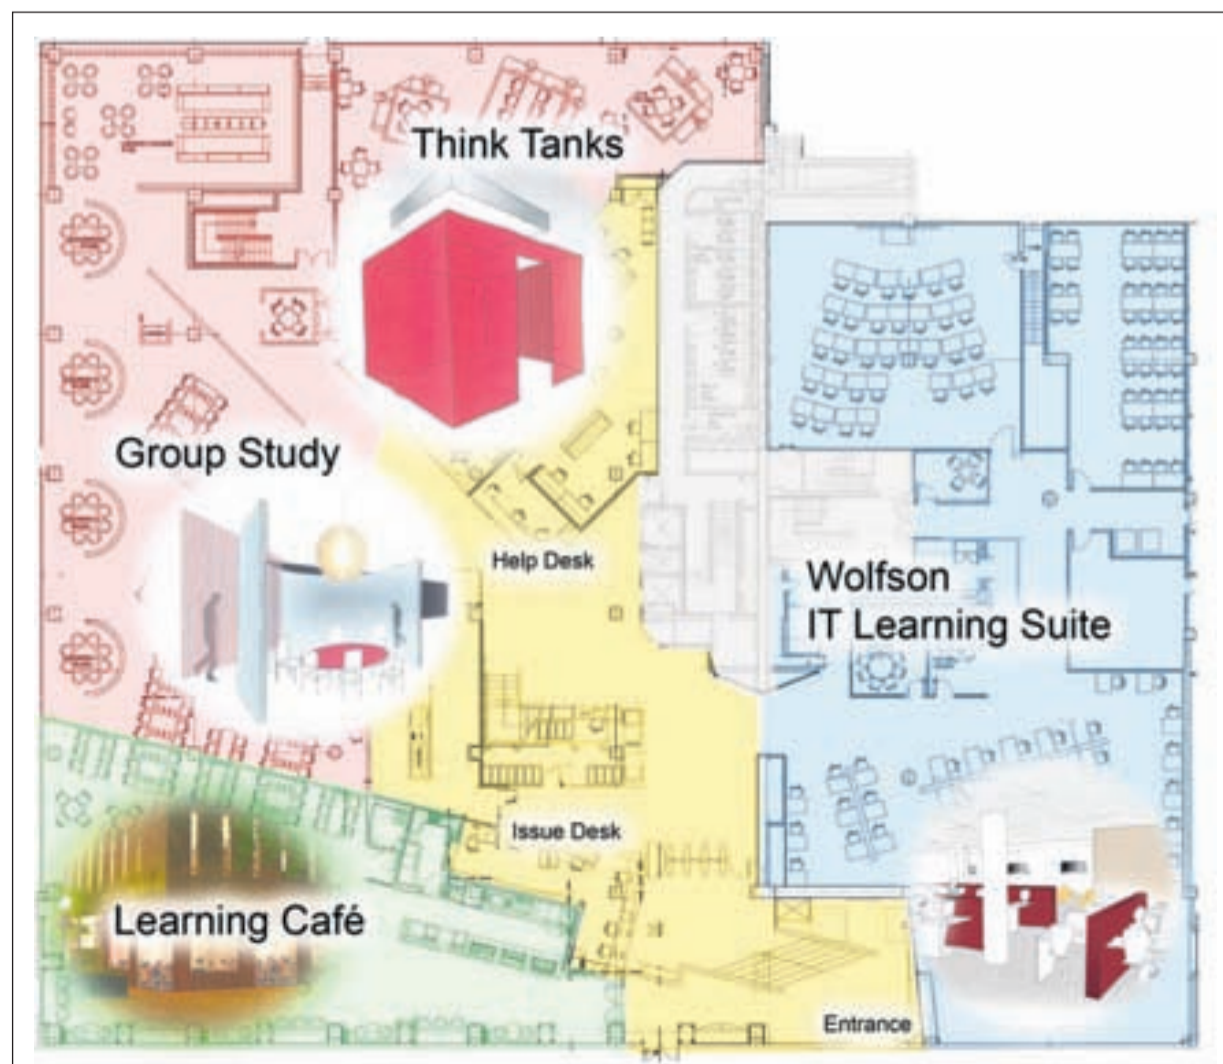 Think Tanks
Group Study
Help Desk
Wolfson
IT Learning Suite
Issue Desk
Learning Café
Entrance